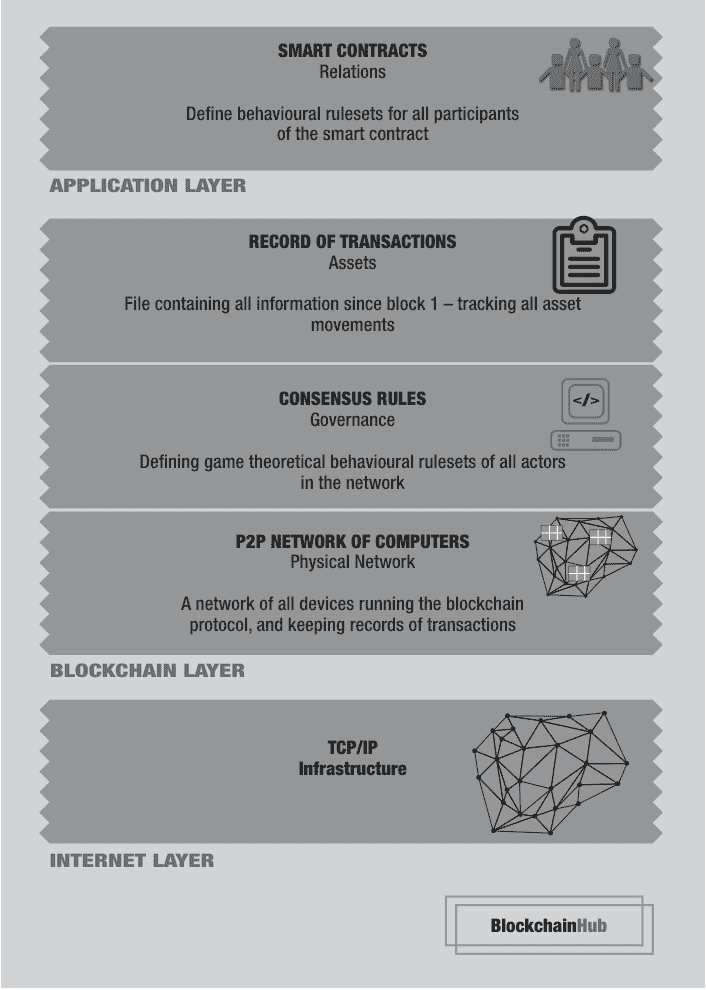 SMART CONTRACTS
Relations
Define behavioural rulesets for all participants
of the smart contract
APPLICATION LAYER
RECORD OF TRANSACTIONS
Assets
File containing all information since block 1 – tracking all asset
movements
CONSENSUS RULES
Governance
</>
Defining game theoretical behavioural rulesets of all actors
in the network
P2P NETWORK OF COMPUTERS
Physical Network
A network of all devices running the blockchain
protocol, and keeping records of transactions
BLOCKCHAIN LAYER
TCP/IP
Infrastructure
INTERNET LAYER
BlockchainHub